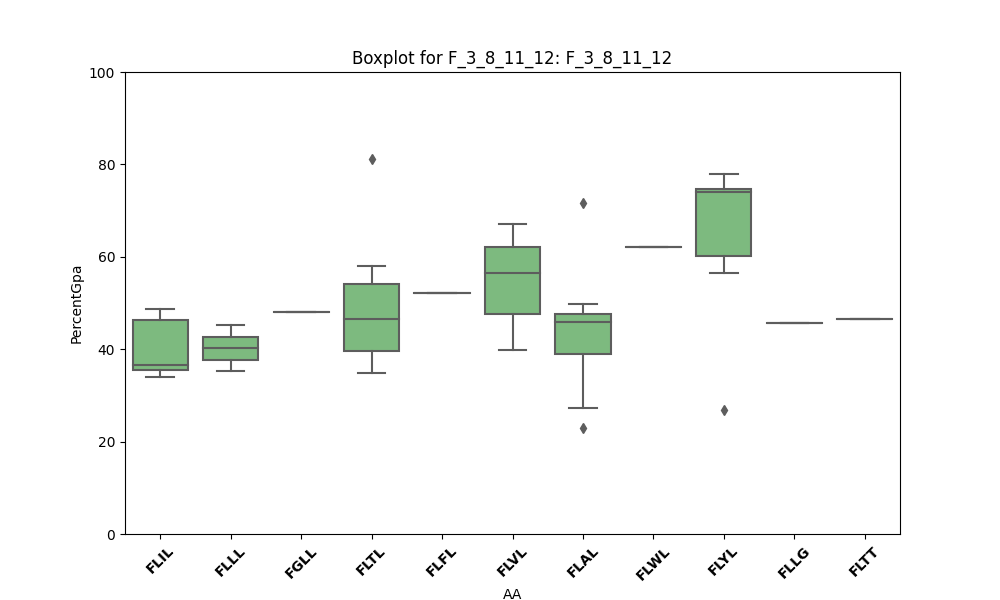 Boxplot for F_3_8_11_12: F_3_8_11_12
100
80
60
40
20
0
PercentGpa
FLIL
FLLL
FGLL
FLTL
FLFL
FLVL
FLAL
FLWL
FLYL
FLLG
FLTT
AA